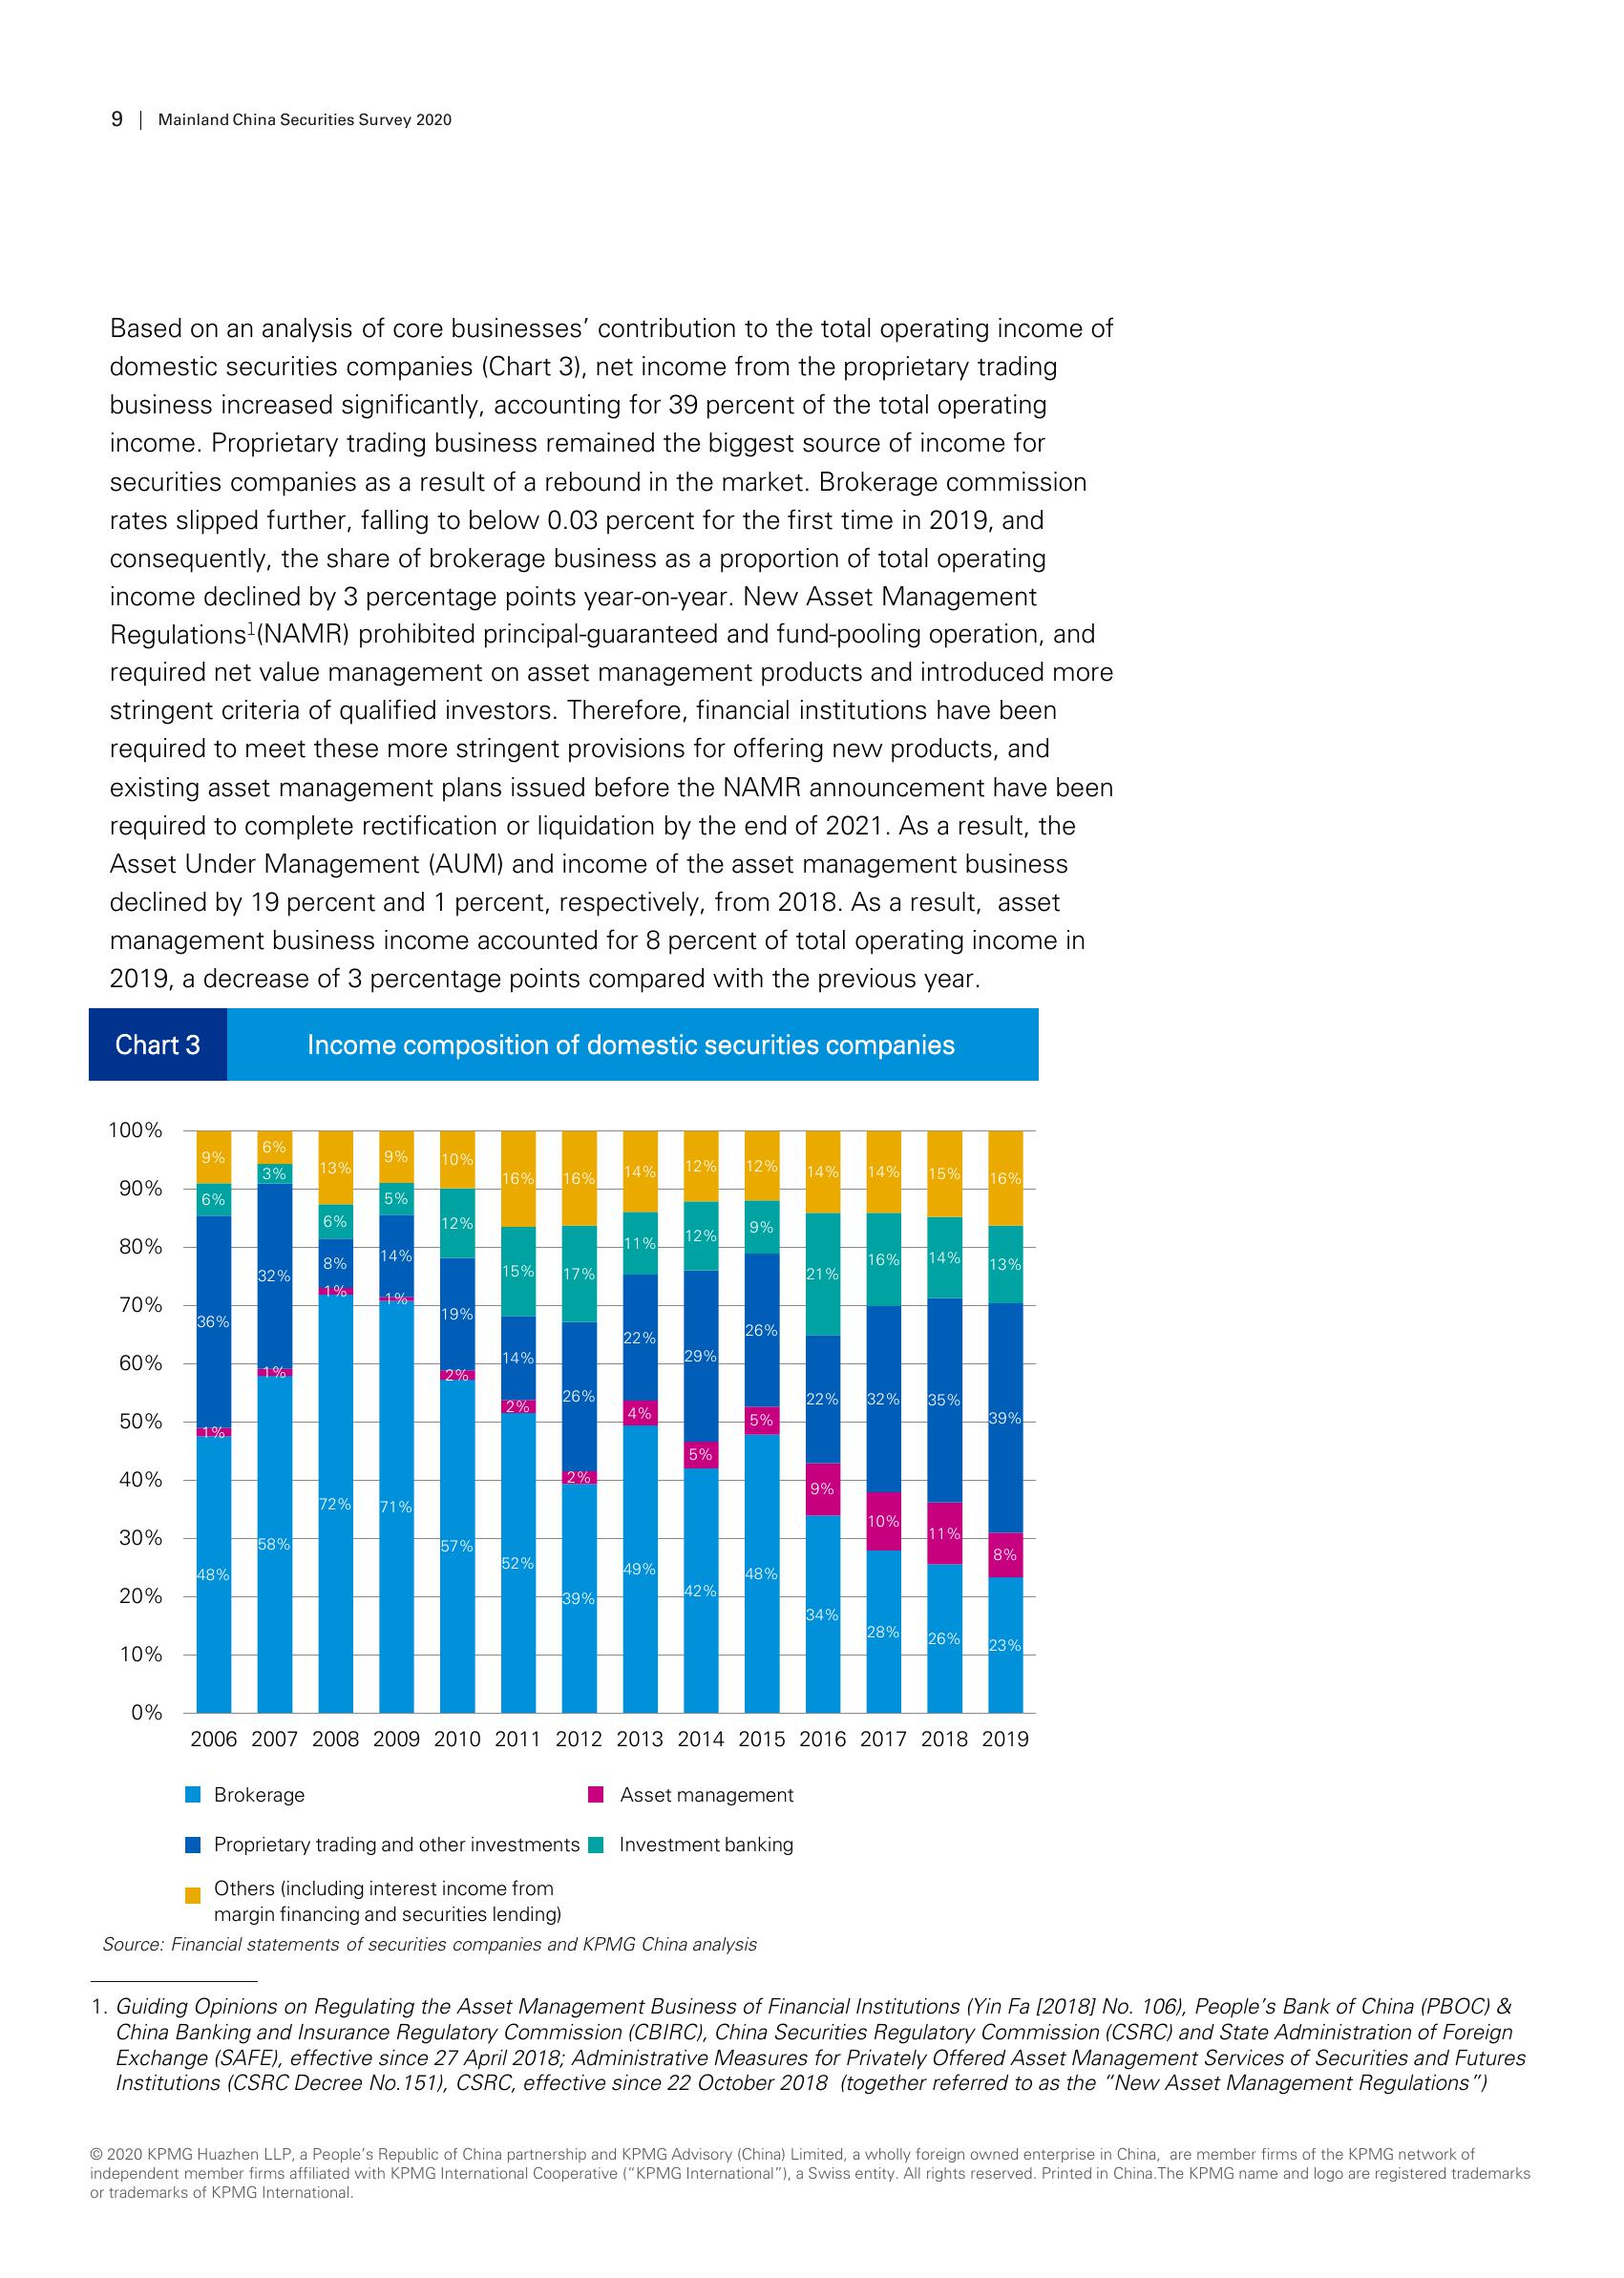 9 | Mainland China Securities Survey 2020
Based on an analysis of core businesses’ contribution to the total operating income of
domestic securities companies (Chart 3), net income from the proprietary trading
business increased significantly, accounting for 39 percent of the total operating
income. Proprietary trading business remained the biggest source of income for
securities companies as a result of a rebound in the market. Brokerage commission
rates slipped further, falling to below 0.03 percent for the first time in 2019, and
consequently, the share of brokerage business as a proportion of total operating
income declined by 3 percentage points year-on-year. New Asset Management
Regulations1(NAMR) prohibited principal-guaranteed and fund-pooling operation, and
required net value management on asset management products and introduced more
stringent criteria of qualified investors. Therefore, financial institutions have been
required to meet these more stringent provisions for offering new products, and
existing asset management plans issued before the NAMR announcement have been
required to complete rectification or liquidation by the end of 2021. As a result, the
Asset Under Management (AUM) and income of the asset management business
declined by 19 percent and 1 percent, respectively, from 2018. As a result, asset
management business income accounted for 8 percent of total operating income in
2019, a decrease of 3 percentage points compared with the previous year.
Chart 3 Income composition of domestic securities companies
100%
90%
80%
70%
60%
50%
40%
30%
20%
10%
0%
9% 6% 13% 9% 10% 16% 16% 14% 12% 12% 14% 14% 15% 16%
6% 3% 6% 5% 12% 15% 17% 11% 12% 9% 21% 16% 14% 13%
36% 32% 8% 14% 19% 14% 26% 22% 29% 26% 22% 32% 35% 39%
1% 1% 1% 1% 2% 2% 2% 4% 5% 5% 9% 10% 11% 8%
48% 58% 72% 71% 57% 52% 39% 49% 42% 48% 34% 28% 26% 23%
2006 2007 2008 2009 2010 2011 2012 2013 2014 2015 2016 2017 2018 2019
Brokerage Asset management
Proprietary trading and other investments Investment banking
Others (including interest income from
margin financing and securities lending)
Source: Financial statements of securities companies and KPMG China analysis
1. Guiding Opinions on Regulating the Asset Management Business of Financial Institutions (Yin Fa [2018] No. 106), People’s Bank of China (PBOC) &
China Banking and Insurance Regulatory Commission (CBIRC), China Securities Regulatory Commission (CSRC) and State Administration of Foreign
Exchange (SAFE), effective since 27 April 2018; Administrative Measures for Privately Offered Asset Management Services of Securities and Futures
Institutions (CSRC Decree No.151), CSRC, effective since 22 October 2018 (together referred to as the “New Asset Management Regulations”)
© 2020 KPMG Huazhen LLP, a People’s Republic of China partnership and KPMG Advisory (China) Limited, a wholly foreign owned enterprise in China, are member firms of the KPMG network of
independent member firms affiliated with KPMG International Cooperative (“KPMG International”), a Swiss entity. All rights reserved. Printed in China.The KPMG name and logo are registered trademarks
or trademarks of KPMG International.